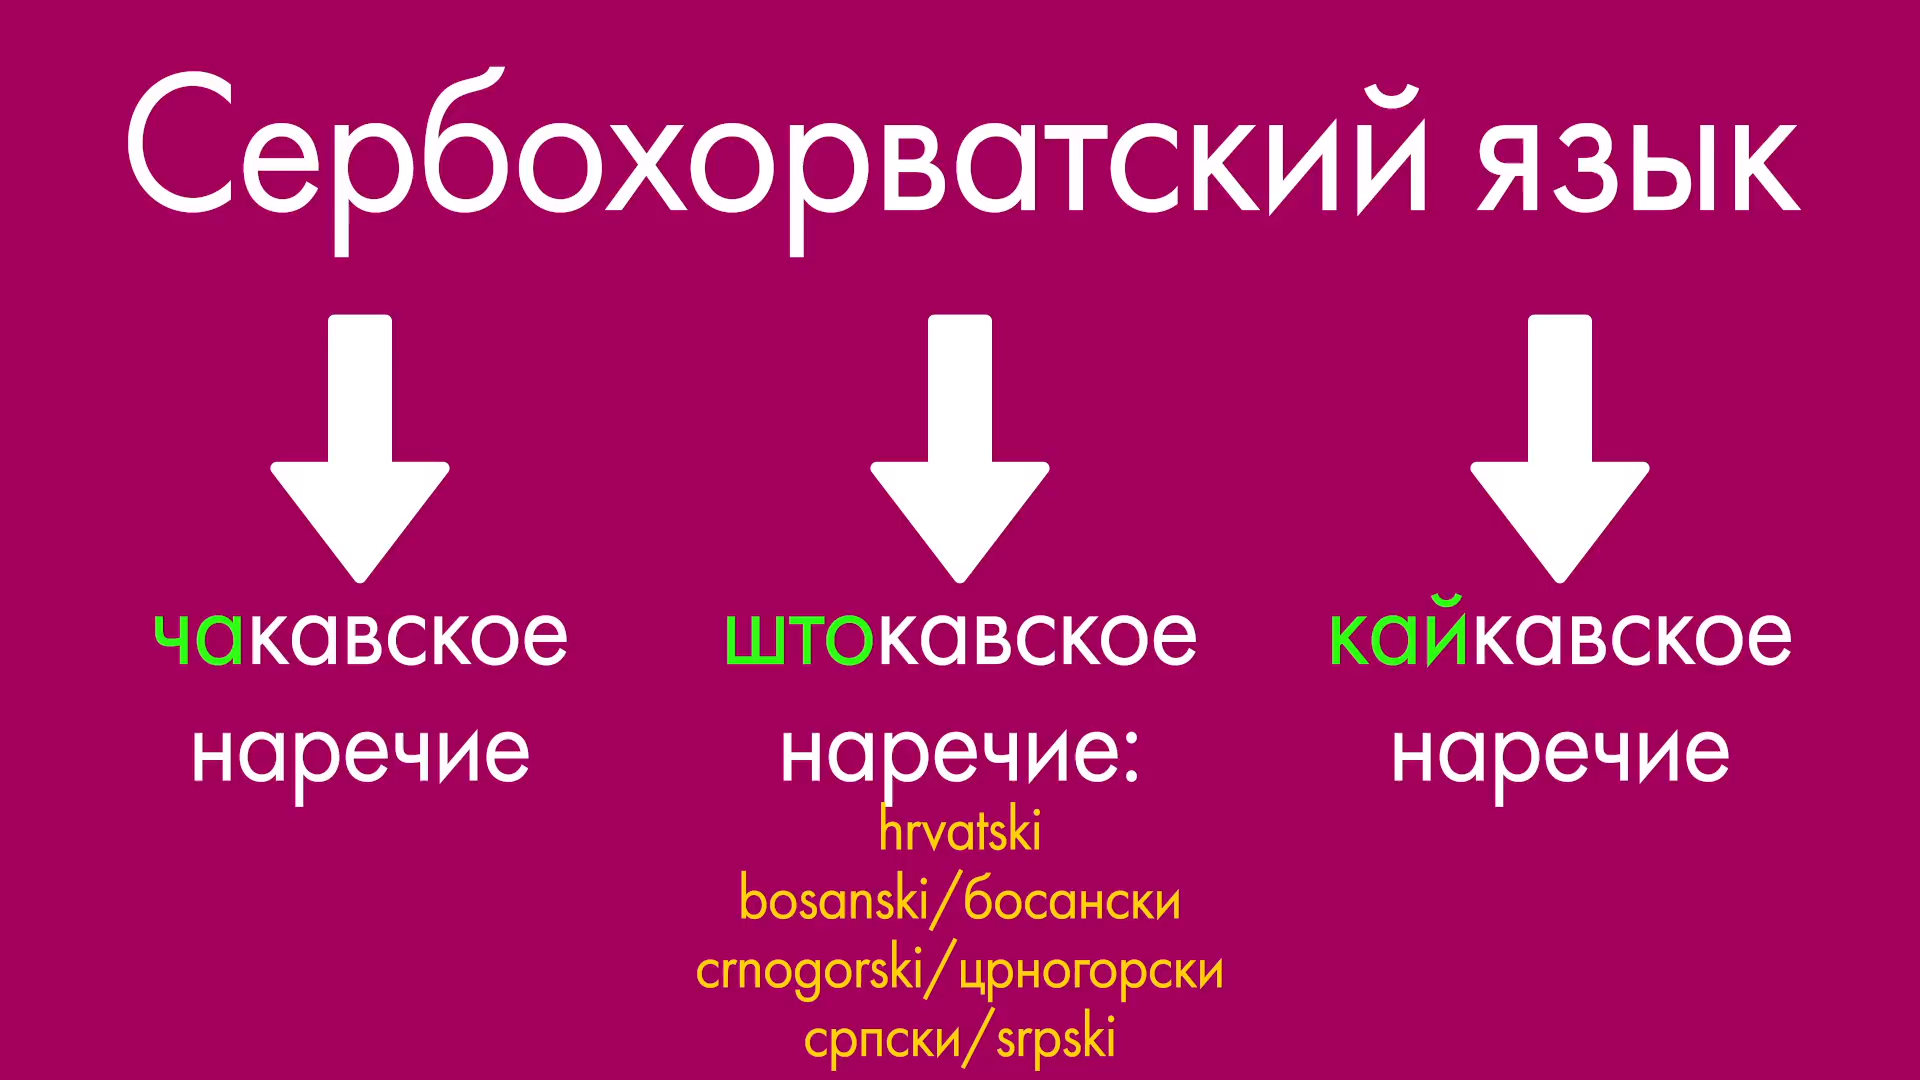 Сербохорватский язык
чакавское
наречие
штокавское
наречие:
hrvatski
bosanski/босански
crnogorski/црногорски
српски/srpski
кайкавское
наречие